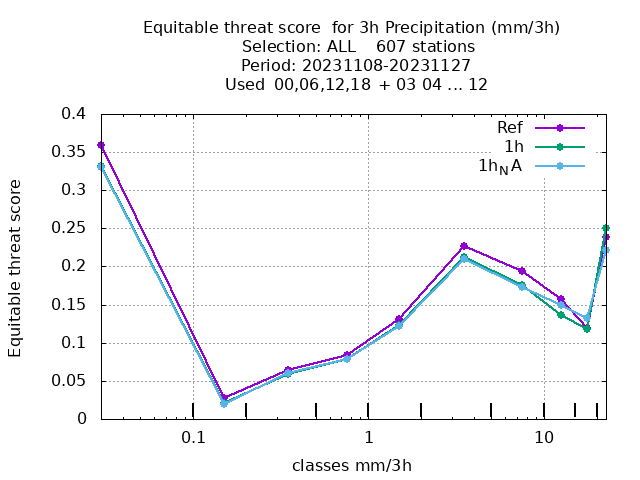 Equitable threat score  for 3h Precipitation (mm/3h)
Selection: ALL    607 stations
Period: 20231108-20231127
Used  00,06,12,18  + 03 04 ... 12
Ref
1h
1h_NA
0.4
0.35
0.3
0.25
0.2
0.15
0.1
0.05
0
Equitable threat score
0.1
1
10
classes mm/3h